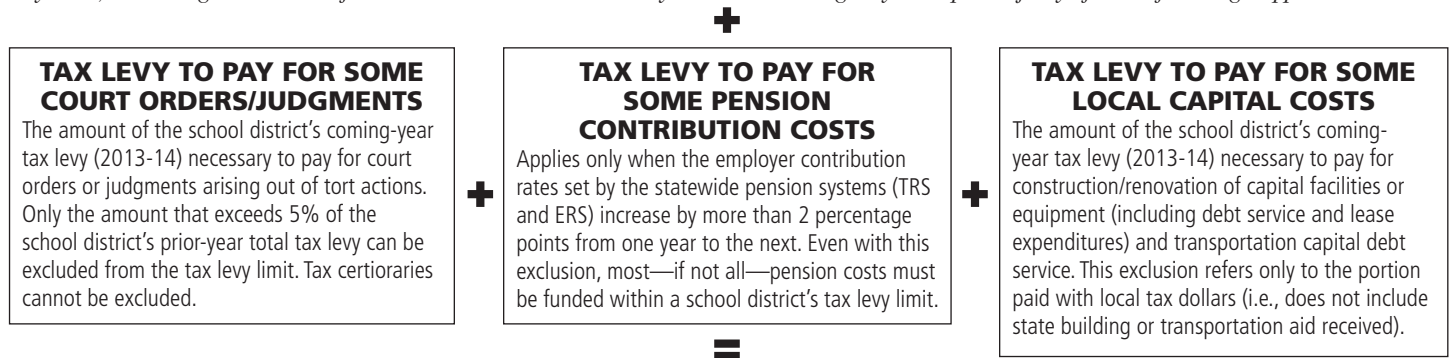 +
TAX LEVY TO PAY FOR SOME
COURT ORDERS/JUDGMENTS
The amount of the school district's coming-year
tax levy (2013-14) necessary to pay for court
orders or judgments arising out of tort actions.
Only the amount that exceeds 5% of the
school district's prior-year total tax levy can be
excluded from the tax levy limit. Tax certioraries
cannot be excluded.
+
TAX LEVY TO PAY FOR
SOME PENSION
CONTRIBUTION COSTS
Applies only when the employer contribution
rates set by the statewide pension systems (TRS
and ERS) increase by more than 2 percentage
points from one year to the next. Even with this
exclusion, most—if not all—pension costs must
be funded within a school district's tax levy limit.
+
TAX LEVY TO PAY FOR SOME
LOCAL CAPITAL COSTS
The amount of the school district's coming-
year tax levy (2013-14) necessary to pay for
construction/renovation of capital facilities or
equipment (including debt service and lease
expenditures) and transportation capital debt
service. This exclusion refers only to the portion
paid with local tax dollars (i.e., does not include
state building or transportation aid received).
=